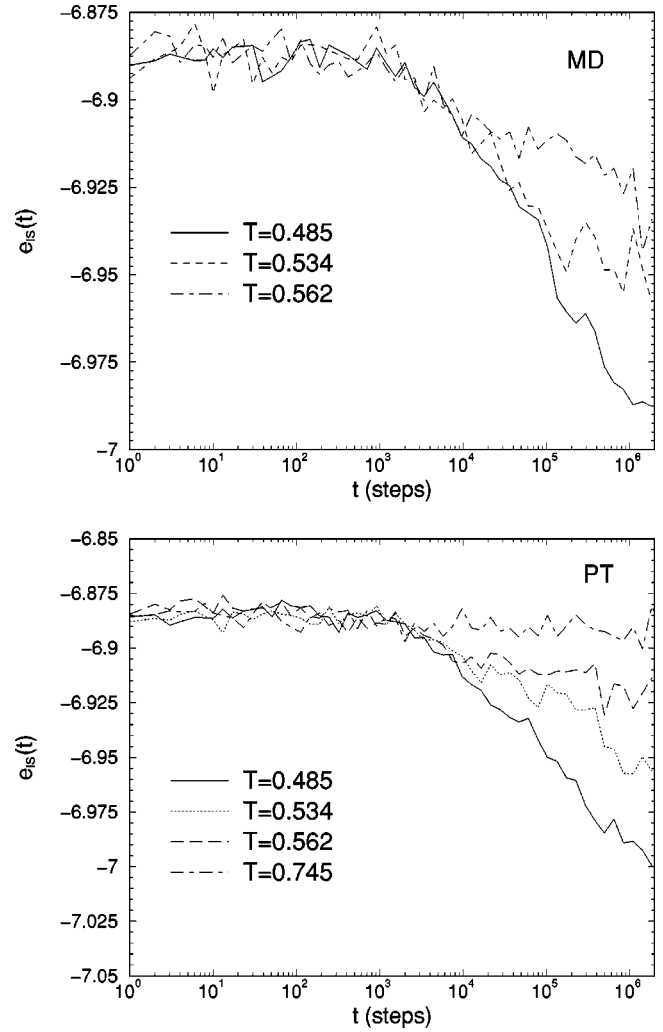 -6.875
MD
-6.9
-6.925
-6.95
-6.975
-7
e_IS(t)
T=0.485
T=0.534
T=0.562
10^0 10^1 10^2 10^3 10^4 10^5 10^6
t (steps)
-6.85
PT
-6.875
-6.9
-6.925
-6.95
-6.975
-7
-7.025
-7.05
e_IS(t)
T=0.485
T=0.534
T=0.562
T=0.745
10^0 10^1 10^2 10^3 10^4 10^5 10^6
t (steps)